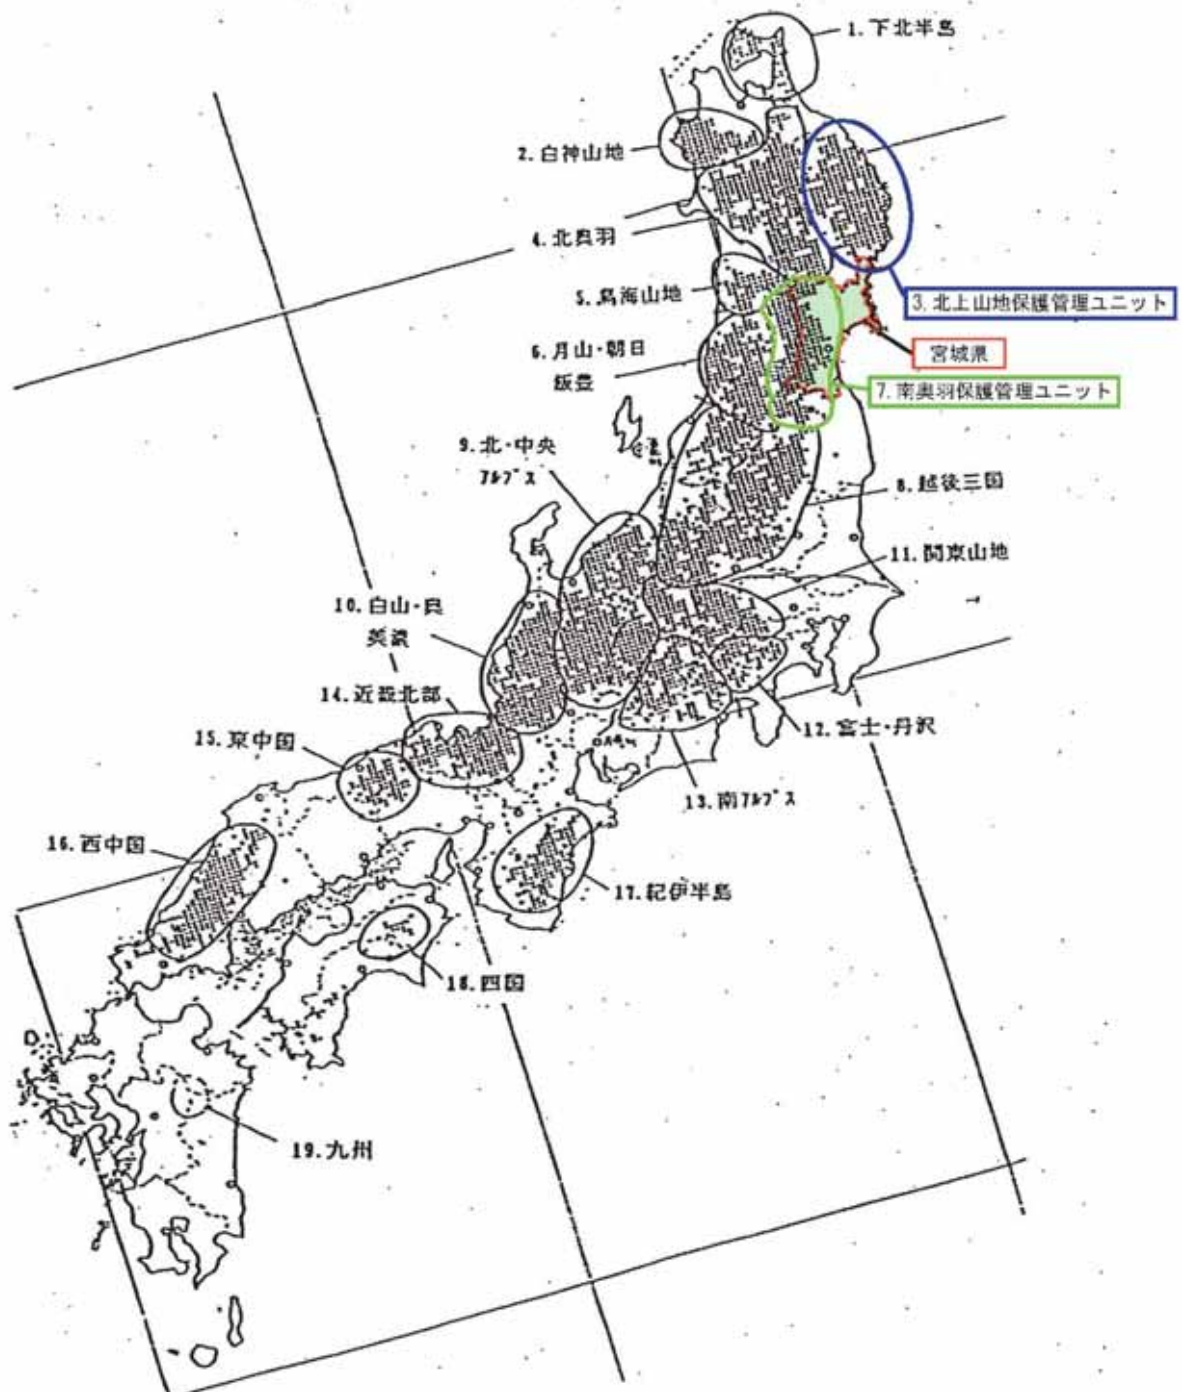 1. 下北半島
2. 白神山地
4. 北奥羽
5. 鳥海山地
3. 北上山地保護管理ユニット
宮城県
6. 月山・朝日
飯豊
7. 南奥羽保護管理ユニット
9. 北・中央
アルプス
8. 越後三国
11. 関東山地
10. 白山・奥
美濃
14. 近畿北部
15. 東中国
12. 富士・丹沢
13. 南アルプス
16. 西中国
17. 紀伊半島
18. 四国
19. 九州